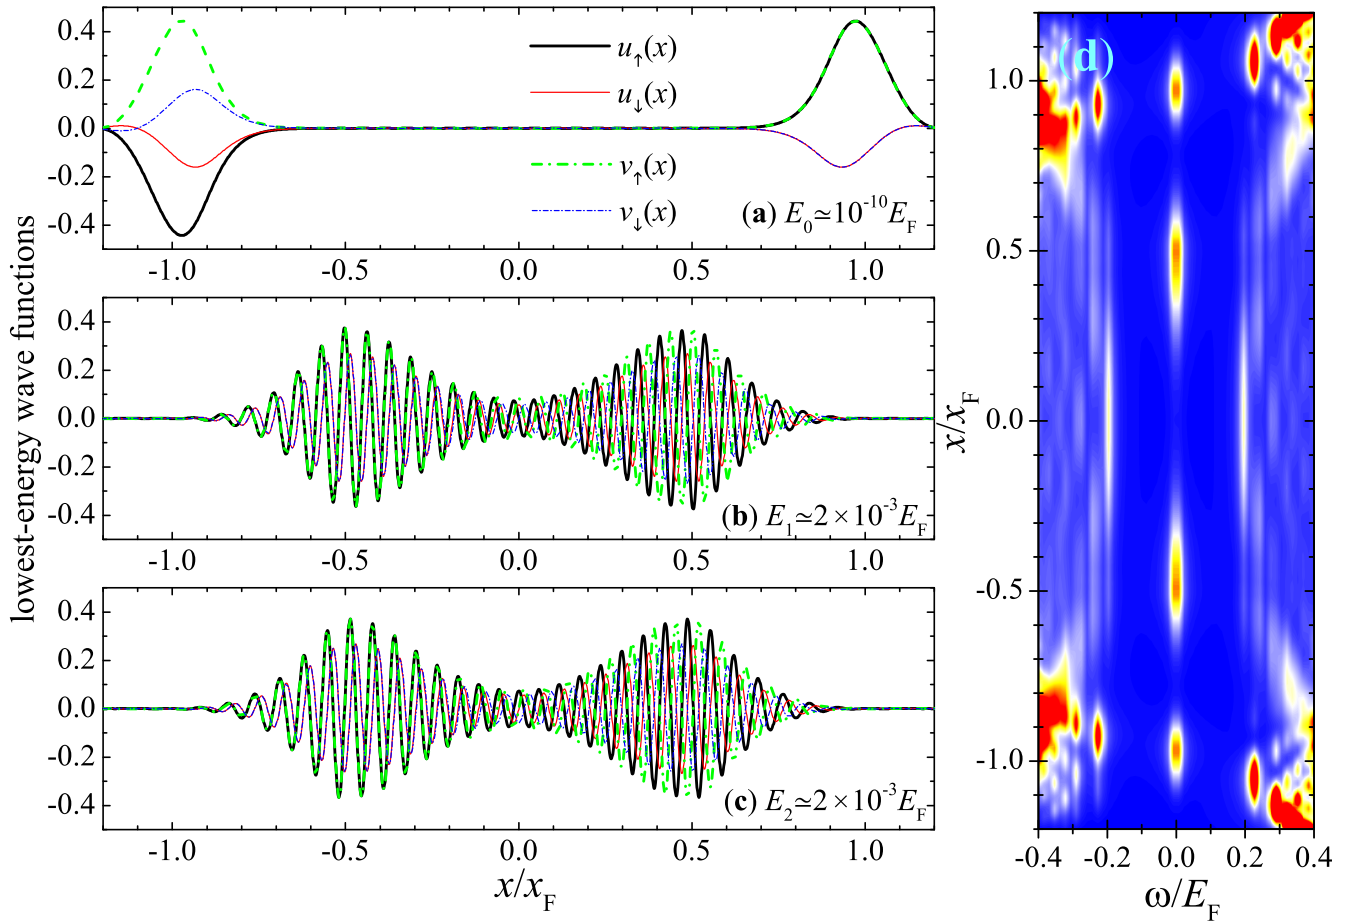 lowest-energy wave functions
0.4
0.2
0.0
-0.2
-0.4
u↑(x)
u↓(x)
v↑(x)
v↓(x)
(a) E0≃10-10EF
-1.0 -0.5 0.0 0.5 1.0
0.4
0.2
0.0
-0.2
-0.4
(b) E1≃2×10-3EF
-1.0 -0.5 0.0 0.5 1.0
0.4
0.2
0.0
-0.2
-0.4
(c) E2≃2×10-3EF
-1.0 -0.5 0.0 0.5 1.0
x/xF
(d)
1.0
0.5
0.0
-0.5
-1.0
x/xF
-0.4 -0.2 0.0 0.2 0.4
ω/EF